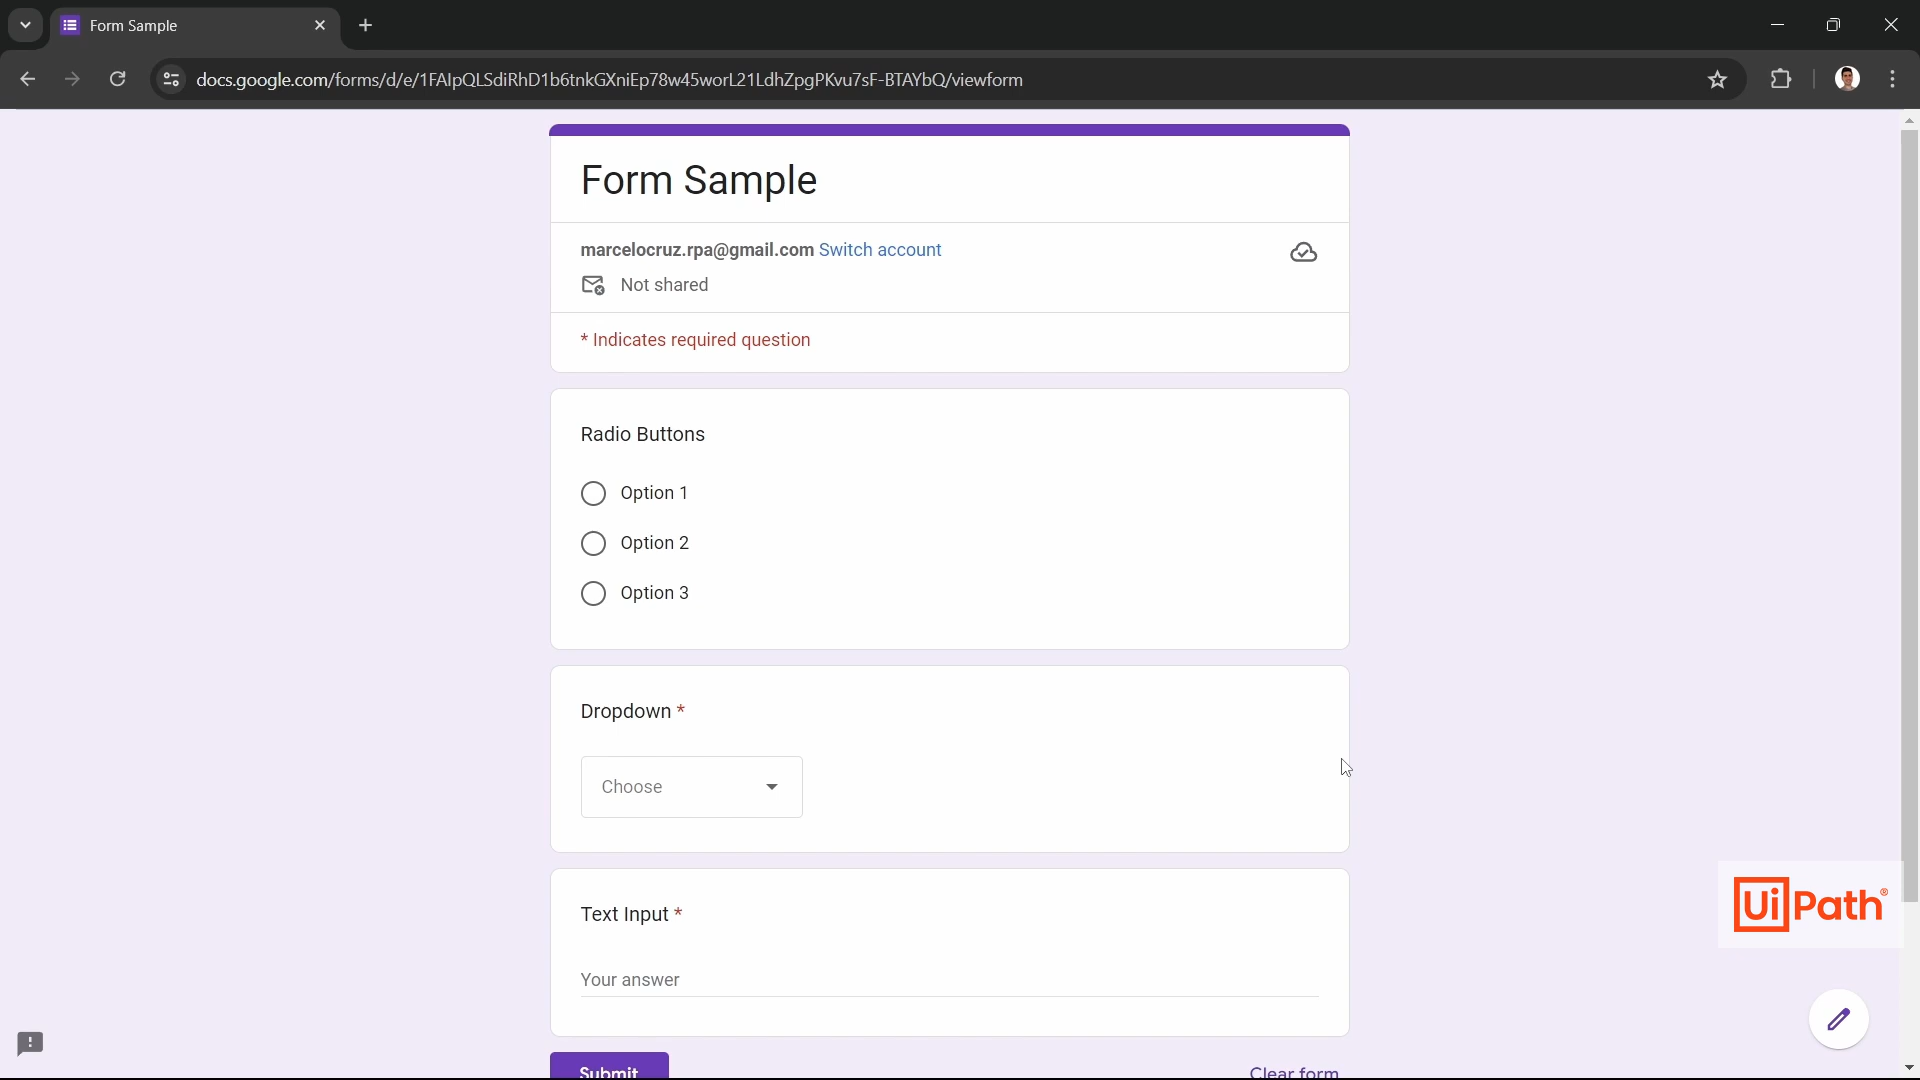 Form Sample
docs.google.com/forms/d/e/1FAIpQLSdiRhD1b6tnkGXniEp78w45worL21LdhZpgPKvu7sF-BTAYbQ/viewform
Form Sample
marcelocruz.rpa@gmail.com Switch account
Not shared
* Indicates required question
Radio Buttons
Option 1
Option 2
Option 3
Dropdown *
Choose
UiPath®
Text Input *
Your answer
Submit
Clear form